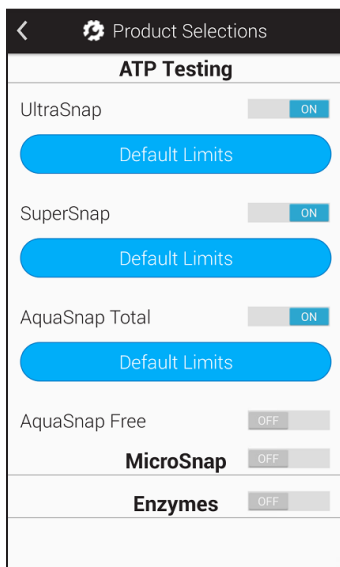 Product Selections
ATP Testing
UltraSnap ON
Default Limits
SuperSnap ON
Default Limits
AquaSnap Total ON
Default Limits
AquaSnap Free OFF
MicroSnap OFF
Enzymes OFF